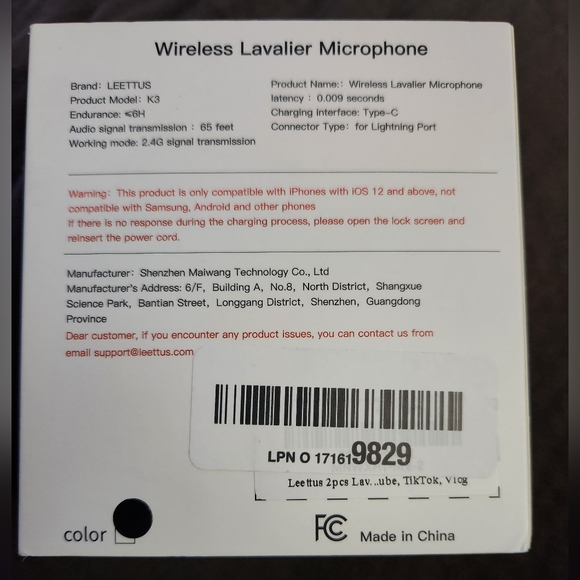 Wireless Lavalier Microphone
Brand: LEETTUS
Product Model: K3
Endurance: ≤6H
Audio signal transmission : 65 feet
Working mode: 2.4G signal transmission
Product Name:: Wireless Lavalier Microphone
latency : 0.009 seconds
Charging Interface: Type-C
Connector Type: for Lightning Port
Warning: This product is only compatible with iPhones with iOS 12 and above, not
compatible with Samsung, Android and other phones
If there is no response during the charging process, please open the lock screen and
reinsert the power cord.
Manufacturer: Shenzhen Maiwang Technology Co., Ltd
Manufacturer's Address: 6/F, Building A, No.8, North District, Shangxue
Science Park, Bantian Street, Longgang District, Shenzhen, Guangdong
Province
Dear customer, if you encounter any product issues, you can contact us from
email support@leettus.com
LPN O 171619829
Leettus 2pcs Lav...ube, TikTok, Vlog
color
FC Made in China